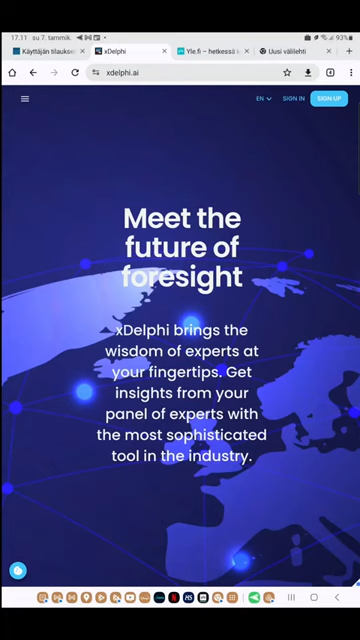 17.11 su 7. tammik.
93%
Käyttäjän tilaukse
xDelphi
Yle.fi – hetkessä k
Uusi välilehti
xdelphi.ai
EN
SIGN IN
SIGN UP
Meet the
future of
foresight
xDelphi brings the
wisdom of experts at
your fingertips. Get
insights from your
panel of experts with
the most sophisticated
tool in the industry.